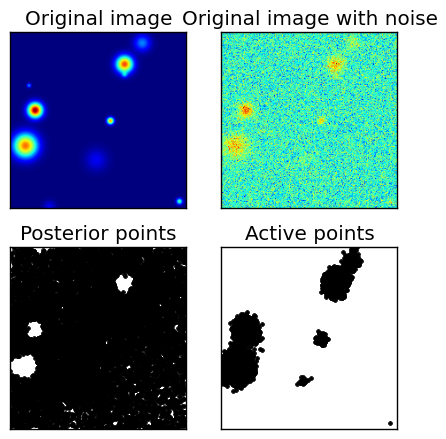 Original image
Original image with noise
Posterior points
Active points